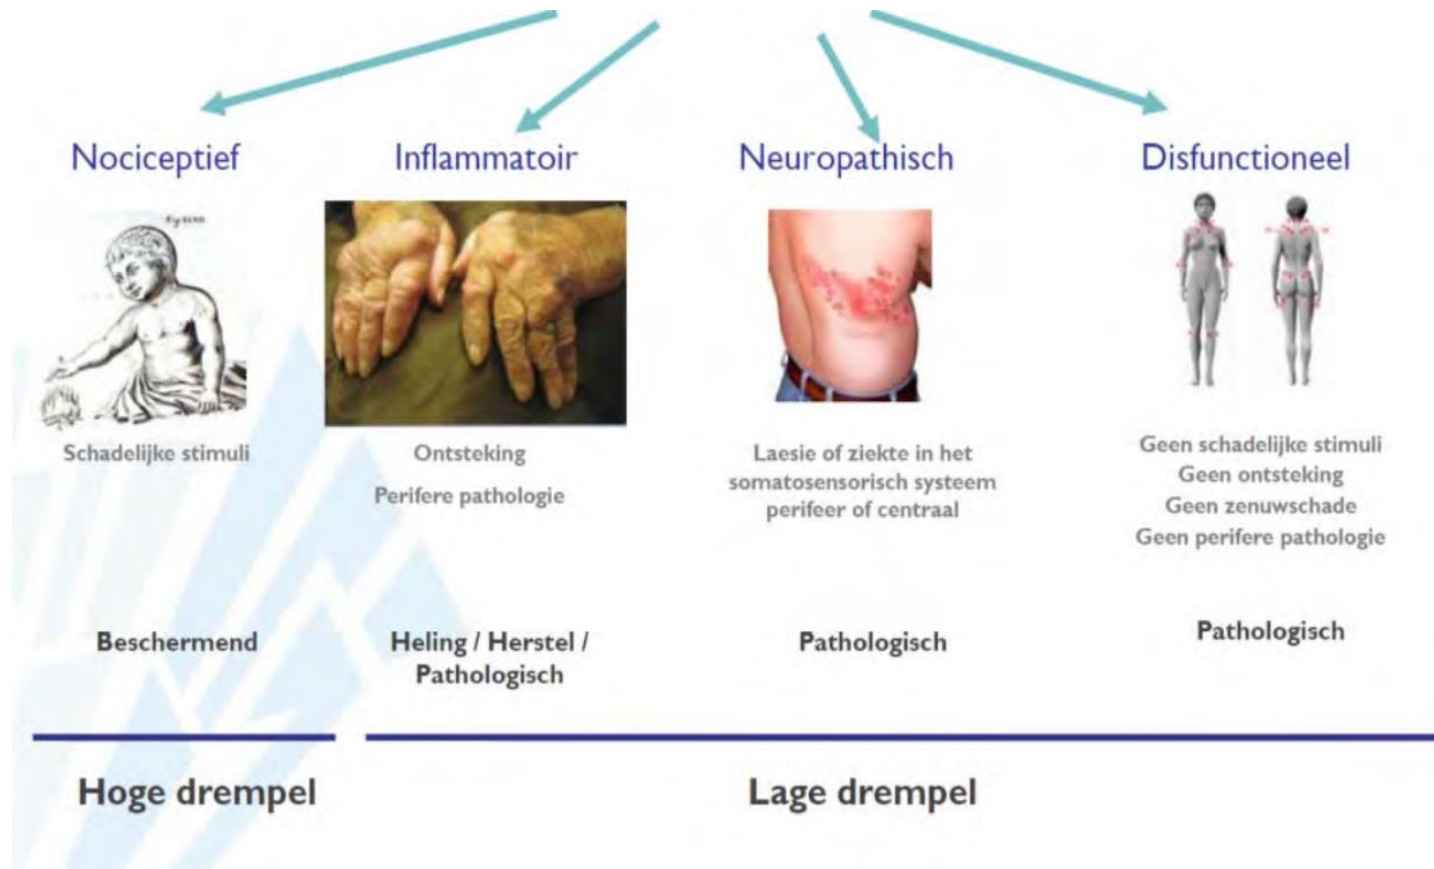 Nociceptief
Inflammatoir
Neuropathisch
Disfunctioneel
Schadelijke stimuli
Ontsteking
Perifere pathologie
Laesie of ziekte in het
somatosensorisch systeem
perifeer of centraal
Geen schadelijke stimuli
Geen ontsteking
Geen zenuwschade
Geen perifere pathologie
Beschermend
Heling / Herstel /
Pathologisch
Pathologisch
Pathologisch
Hoge drempel
Lage drempel